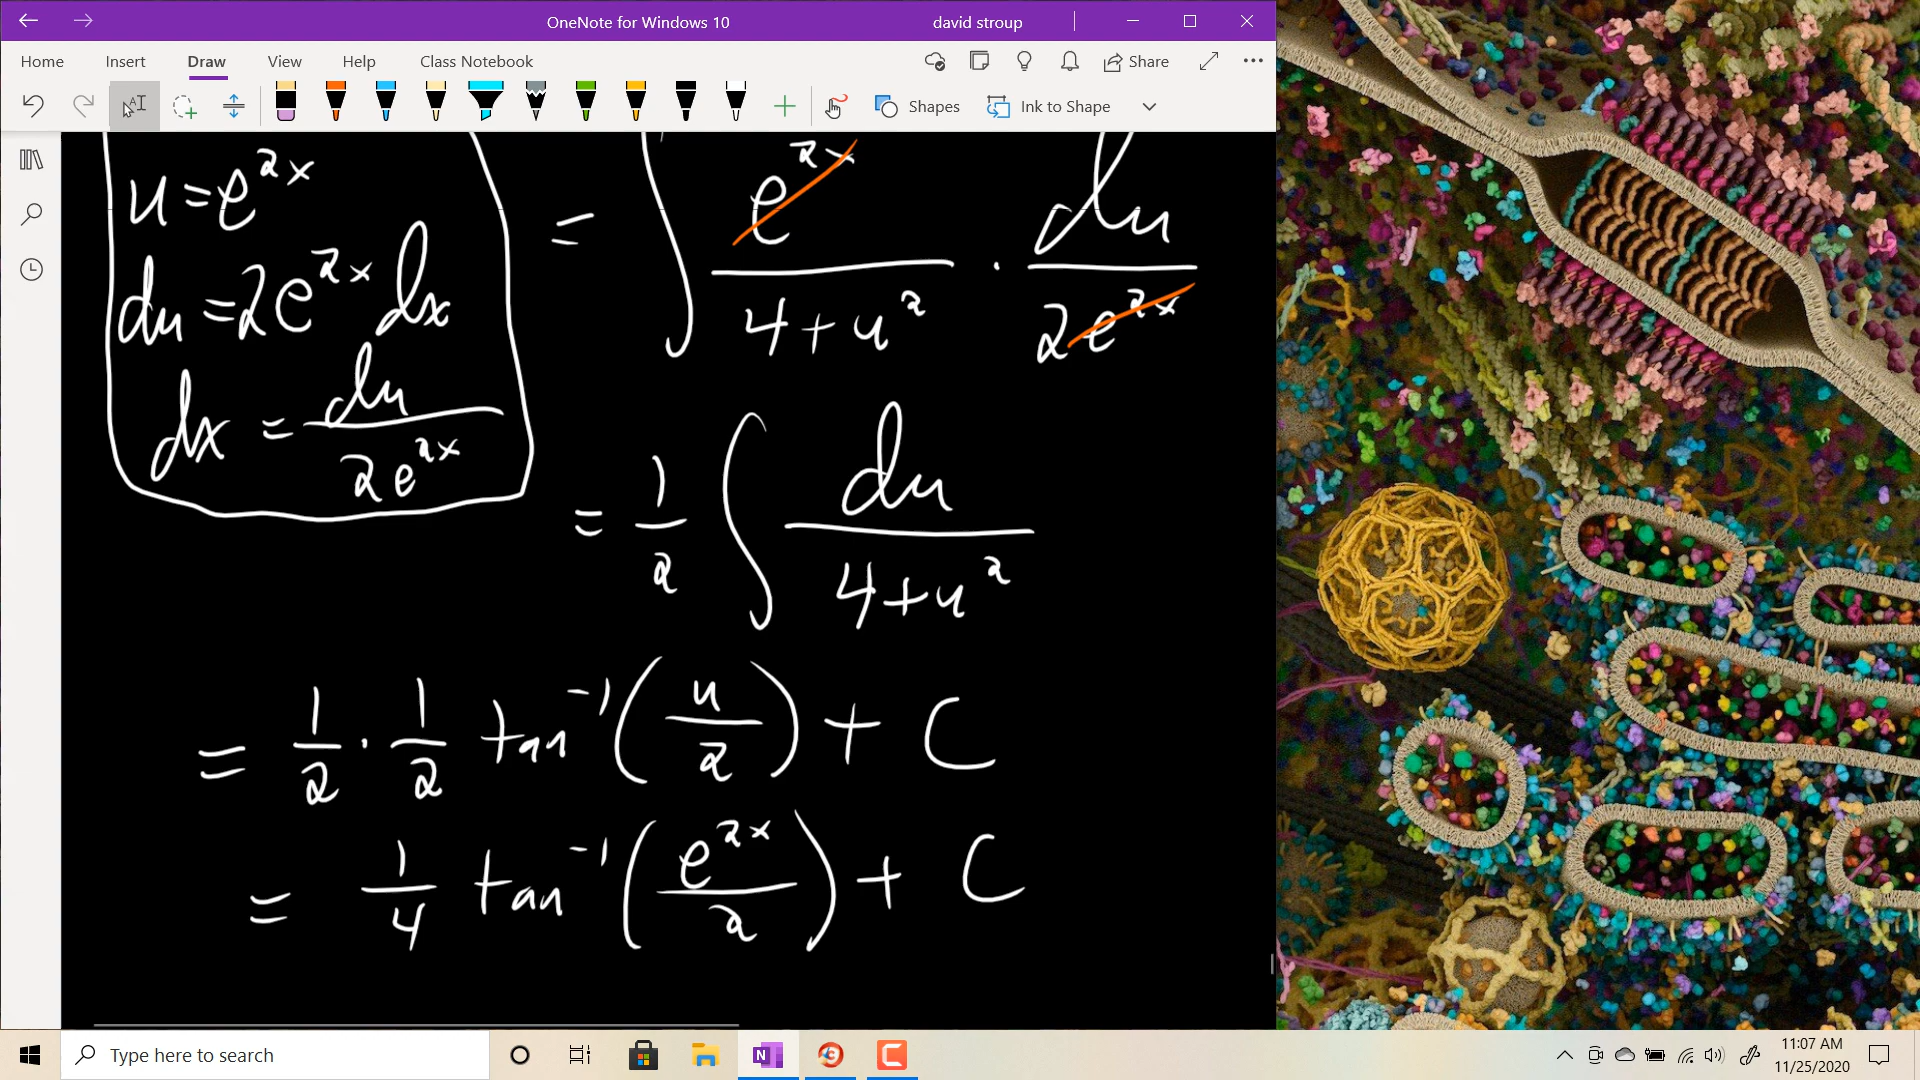 OneNote for Windows 10
david stroup
Home Insert Draw View Help Class Notebook Share
Shapes Ink to Shape
u = e^{2x}
du = 2e^{2x} dx
dx = du / 2e^{2x}
= ∫ e^{2x} / 4+u² · du / 2e^{2x}
= 1/2 ∫ du / 4+u²
= 1/2 · 1/2 tan⁻¹(u/2) + C
= 1/4 tan⁻¹(e^{2x}/2) + C
Type here to search
11:07 AM
11/25/2020